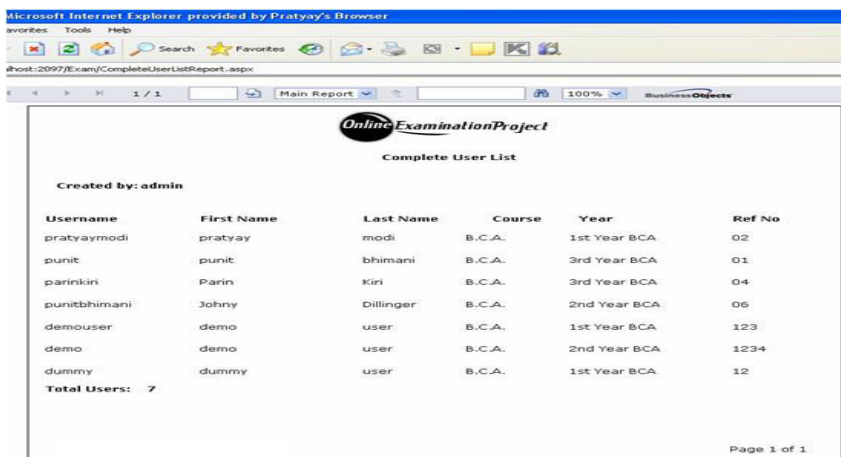 Microsoft Internet Explorer provided by Pratyay's Browser
avorites Tools Help
Search Favorites
lhost:2097/Exam/CompleteUserListReport.aspx
1 / 1 Main Report 100% BusinessObjects
Online ExaminationProject
Complete User List
Created by: admin
Username First Name Last Name Course Year Ref No
pratyaymodi pratyay modi B.C.A. 1st Year BCA 02
punit punit bhimani B.C.A. 3rd Year BCA 01
parinkiri Parin Kiri B.C.A. 3rd Year BCA 04
punitbhimani Johny Dillinger B.C.A. 2nd Year BCA 06
demouser demo user B.C.A. 1st Year BCA 123
demo demo user B.C.A. 2nd Year BCA 1234
dummy dummy user B.C.A. 1st Year BCA 12
Total Users: 7
Page 1 of 1